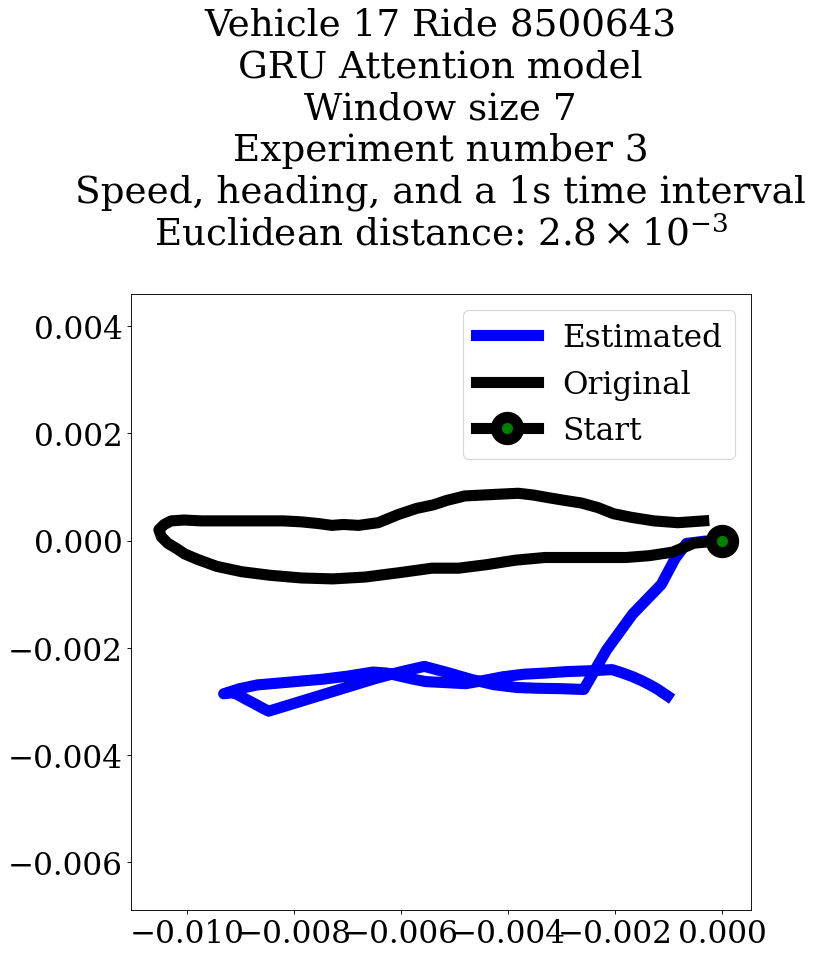 Vehicle 17 Ride 8500643
GRU Attention model
Window size 7
Experiment number 3
Speed, heading, and a 1s time interval
Euclidean distance: 2.8 × 10⁻³
Estimated
Original
Start
0.004
0.002
0.000
−0.002
−0.004
−0.006
−0.010 −0.008 −0.006 −0.004 −0.002 0.000